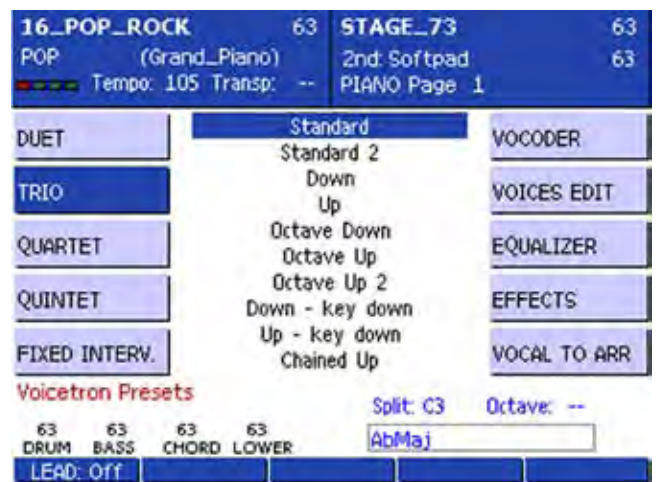 16_POP_ROCK 63 STAGE_73 63
POP (Grand_Piano) 2nd: Softpad 63
Tempo: 105 Transp: -- PIANO Page 1
DUET
TRIO
QUARTET
QUINTET
FIXED INTERV.
Standard
Standard 2
Down
Up
Octave Down
Octave Up
Octave Up 2
Down - key down
Up - key down
Chained Up
VOCODER
VOICES EDIT
EQUALIZER
EFFECTS
VOCAL TO ARR
Voicetron Presets
Split: C3 Octave: --
63 63 63 63
DRUM BASS CHORD LOWER
AbMaj
LEAD: Off